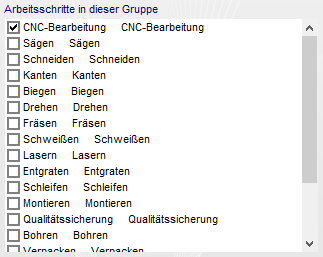 Arbeitsschritte in dieser Gruppe
CNC-Bearbeitung CNC-Bearbeitung
Sägen Sägen
Schneiden Schneiden
Kanten Kanten
Biegen Biegen
Drehen Drehen
Fräsen Fräsen
Schweißen Schweißen
Lasern Lasern
Entgraten Entgraten
Schleifen Schleifen
Montieren Montieren
Qualitätssicherung Qualitätssicherung
Bohren Bohren
Verpacken Verpacken